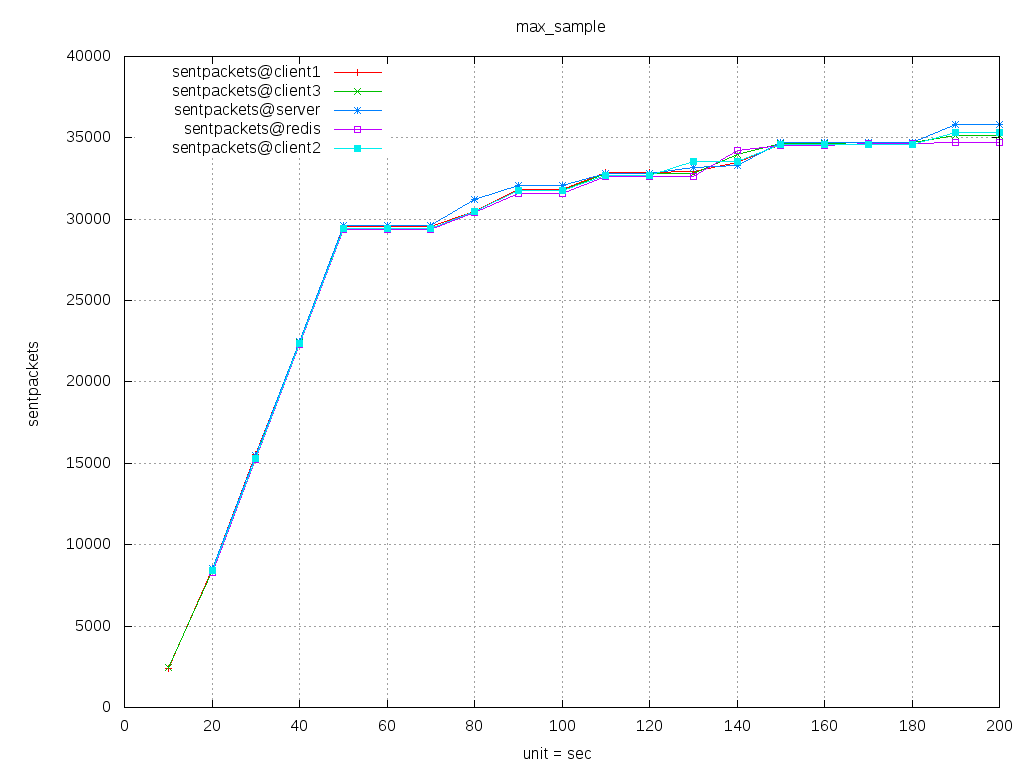 max_sample
sentpackets@client1
sentpackets@client3
sentpackets@server
sentpackets@redis
sentpackets@client2
40000
35000
30000
25000
20000
15000
10000
5000
0
sentpackets
0 20 40 60 80 100 120 140 160 180 200
unit = sec